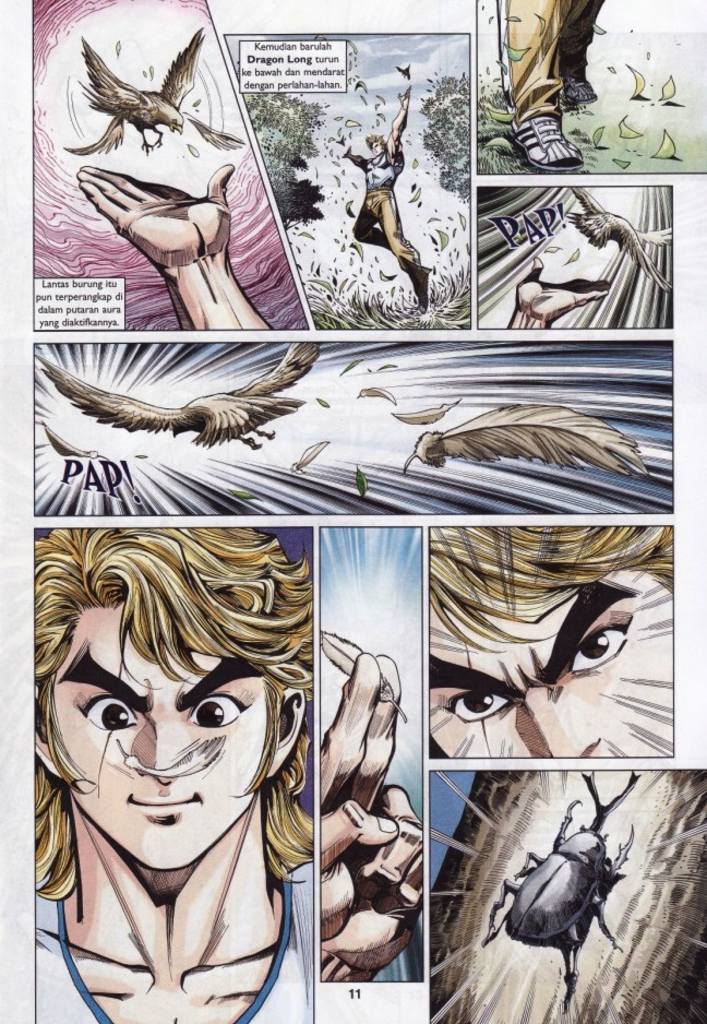 Lantas burung itu
pun terperangkap di
dalam putaran aura
yang diaktifkannya.
Kemudian barulah
Dragon Long turun
ke bawah dan mendarat
dengan perlahan-lahan.
PAP!
PAP!
11